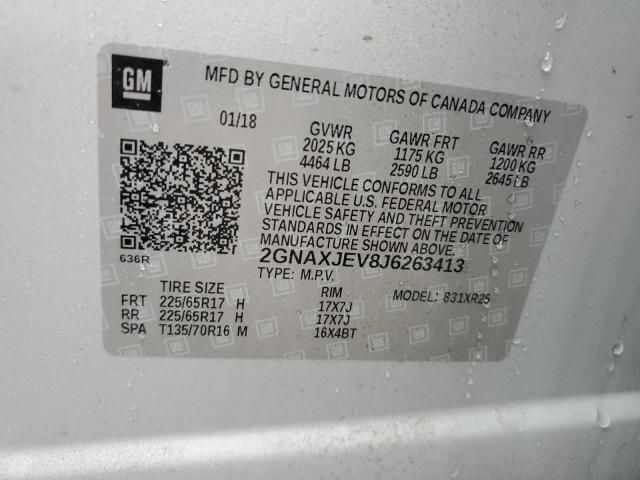 GM
MFD BY GENERAL MOTORS OF CANADA COMPANY
01/18 GVWR GAWR FRT GAWR RR
2025 KG 1175 KG 1200 KG
4464 LB 2590 LB 2645 LB
THIS VEHICLE CONFORMS TO ALL
APPLICABLE U.S. FEDERAL MOTOR
VEHICLE SAFETY AND THEFT PREVENTION
STANDARDS IN EFFECT ON THE DATE OF
MANUFACTURE SHOWN ABOVE.
636R 2GNAXJEV8J6263413
TYPE: M.P.V.
TIRE SIZE RIM MODEL: 831XR26
FRT 225/65R17 H 17X7J
RR 225/65R17 H 17X7J
SPA T135/70R16 M 16X4BT